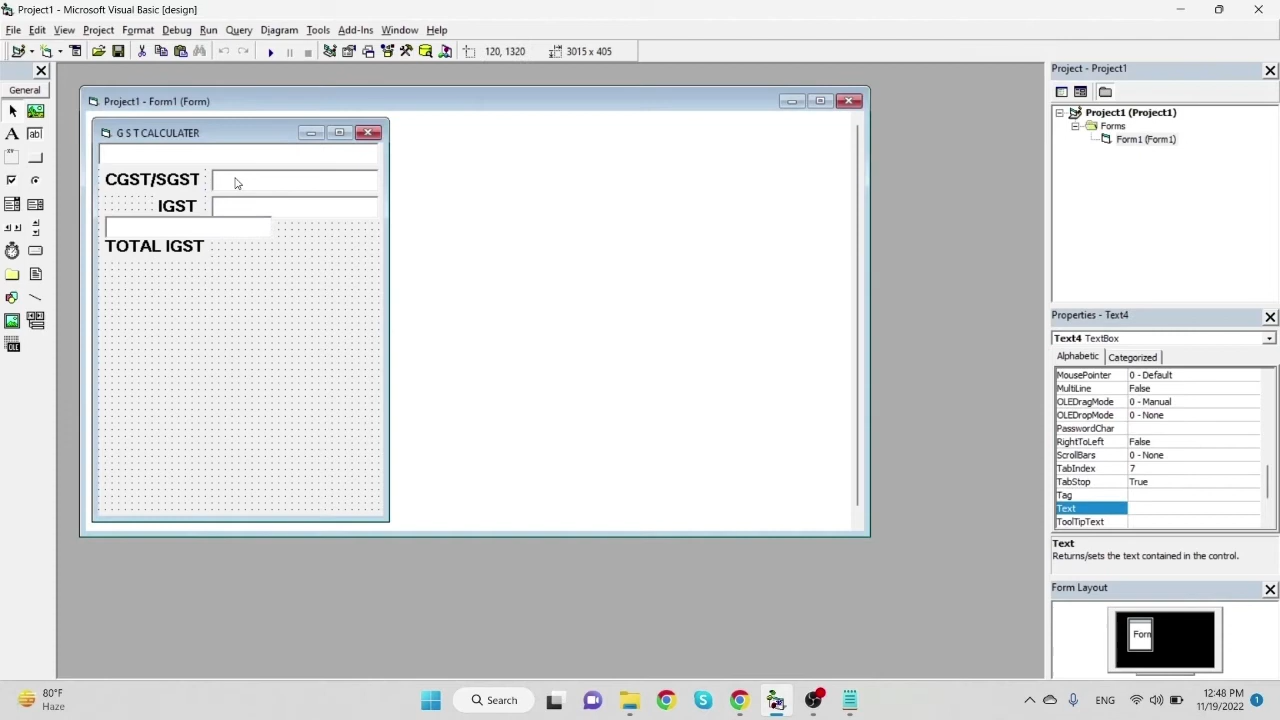 Project1 - Microsoft Visual Basic [design]
File Edit View Project Format Debug Run Query Diagram Tools Add-Ins Window Help
120, 1320 3015 x 405
General
A ab
Project1 - Form1 (Form)
G S T CALCULATER
CGST/SGST
IGST
TOTAL IGST
Project - Project1
Project1 (Project1)
Forms
Form1 (Form1)
Properties - Text4
Text4 TextBox
Alphabetic Categorized
MousePointer 0 - Default
MultiLine False
OLEDragMode 0 - Manual
OLEDropMode 0 - None
PasswordChar
RightToLeft False
ScrollBars 0 - None
TabIndex 7
TabStop True
Tag
Text
ToolTipText
Text
Returns/sets the text contained in the control.
Form Layout
Form
80°F
Haze
Search
ENG
12:48 PM
11/19/2022
1